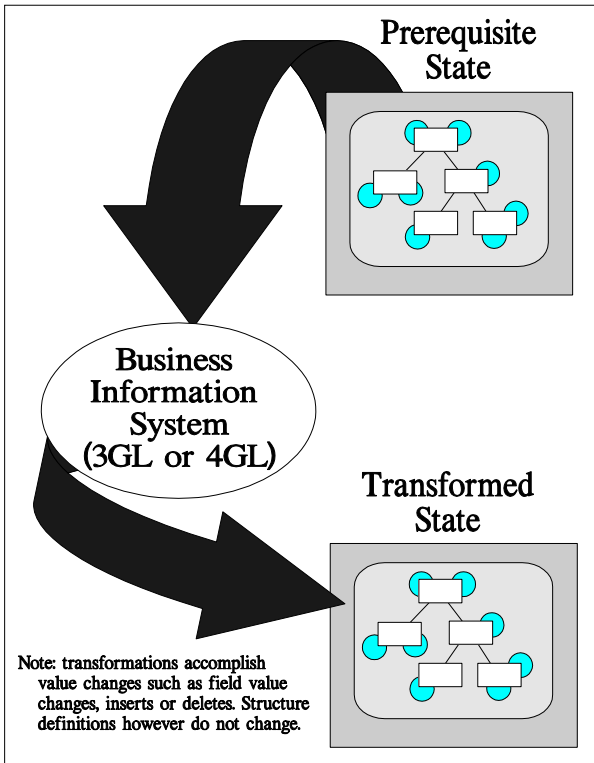 Prerequisite
State
Business
Information
System
(3GL or 4GL)
Transformed
State
Note: transformations accomplish
value changes such as field value
changes, inserts or deletes. Structure
definitions however do not change.